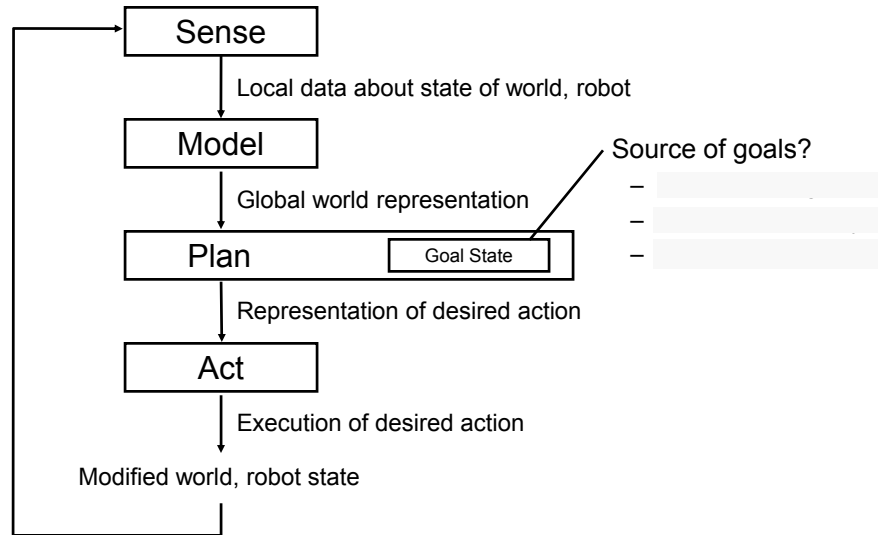 Sense
Local data about state of world, robot
Model
Source of goals?
Global world representation
–
–
–
Plan
Goal State
Representation of desired action
Act
Execution of desired action
Modified world, robot state